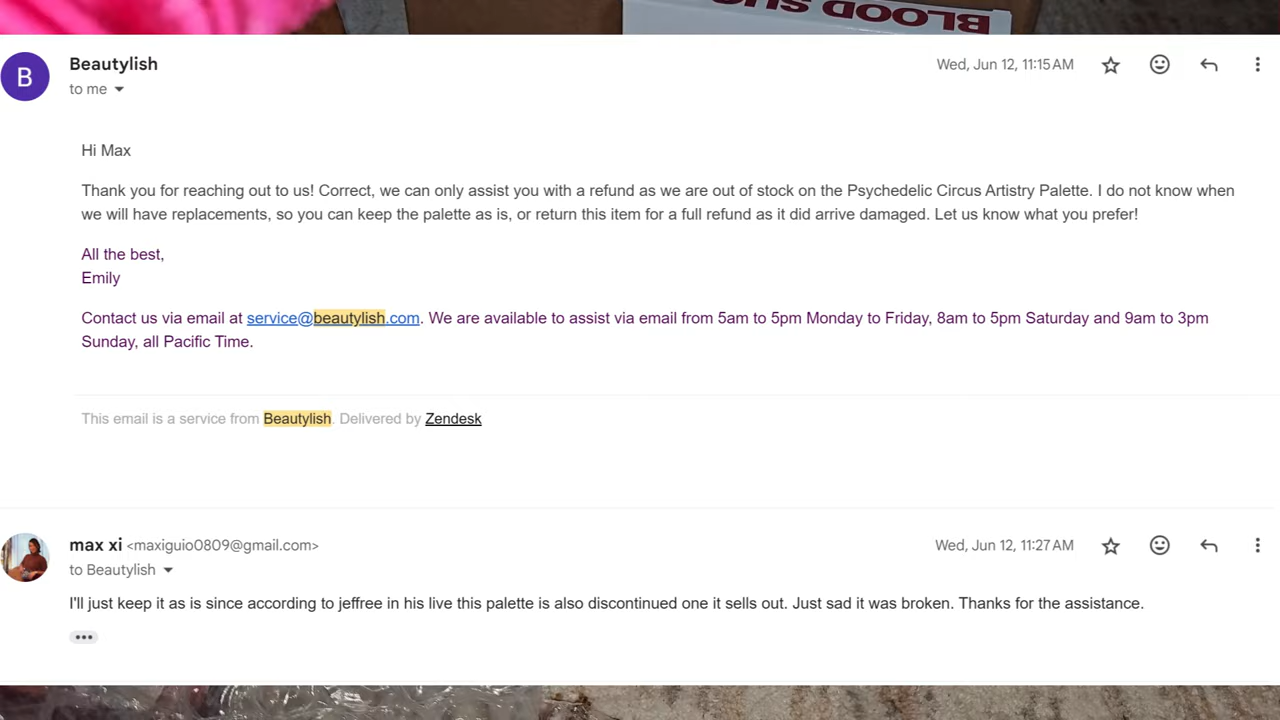 BLOOD
B
Beautylish
Wed, Jun 12, 11:15 AM
to me
Hi Max
Thank you for reaching out to us! Correct, we can only assist you with a refund as we are out of stock on the Psychedelic Circus Artistry Palette. I do not know when
we will have replacements, so you can keep the palette as is, or return this item for a full refund as it did arrive damaged. Let us know what you prefer!
All the best,
Emily
Contact us via email at service@beautylish.com. We are available to assist via email from 5am to 5pm Monday to Friday, 8am to 5pm Saturday and 9am to 3pm
Sunday, all Pacific Time.
This email is a service from Beautylish. Delivered by Zendesk
max xi <maxiguio0809@gmail.com>
Wed, Jun 12, 11:27 AM
to Beautylish
I'll just keep it as is since according to jeffree in his live this palette is also discontinued one it sells out. Just sad it was broken. Thanks for the assistance.